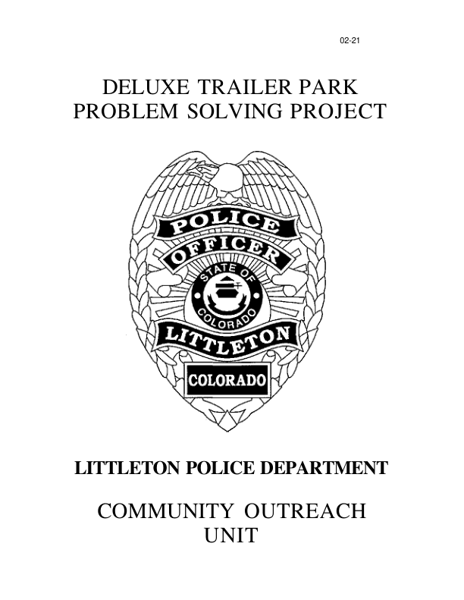 02-21
DELUXE TRAILER PARK
PROBLEM SOLVING PROJECT
POLICE
OFFICER
STATE OF
COLORADO
LITTLETON
COLORADO
LITTLETON POLICE DEPARTMENT
COMMUNITY OUTREACH
UNIT